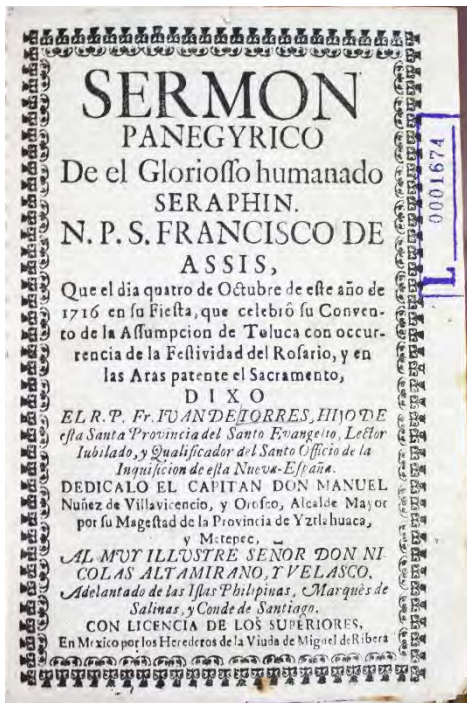 SERMON
PANEGYRICO
De el Gloriosſo humanado
SERAPHIN.
N. P. S. FRANCISCO DE
ASSIS,
Que el dia quatro de Octubre de eſte año de
1716 en ſu Fieſta, que celebrô ſu Conven-
to de la Aſſumpcion de Toluca con occur-
rencia de la Feſtividad del Roſario, y en
las Aras patente el Sacramento,
DIXO
EL R. P. Fr. IVAN DE TORRES, HIJO DE
eſta Santa Provincia del Santo Evangelio, Lector
Iubilado, y Qualificador del Santo Officio de la
Inquiſicion de eſta Nueva-Eſpaña.
DEDICALO EL CAPITAN DON MANUEL
Nuñez de Villavicencio, y Oroſco, Alcalde Mayor
por ſu Mageſtad de la Provincia de Yztlahuaca,
y Metepec,
AL MUY ILLVSTRE SEÑOR DON NI
COLAS ALTAMIRANO, Y VELASCO,
Adelantado de las Iſlas Philipinas, Marquès de
Salinas, y Conde de Santiago.
CON LICENCIA DE LOS SUPERIORES,
En Mexico por los Herederos de la Viuda de Miguel de Ribera
L 0001674